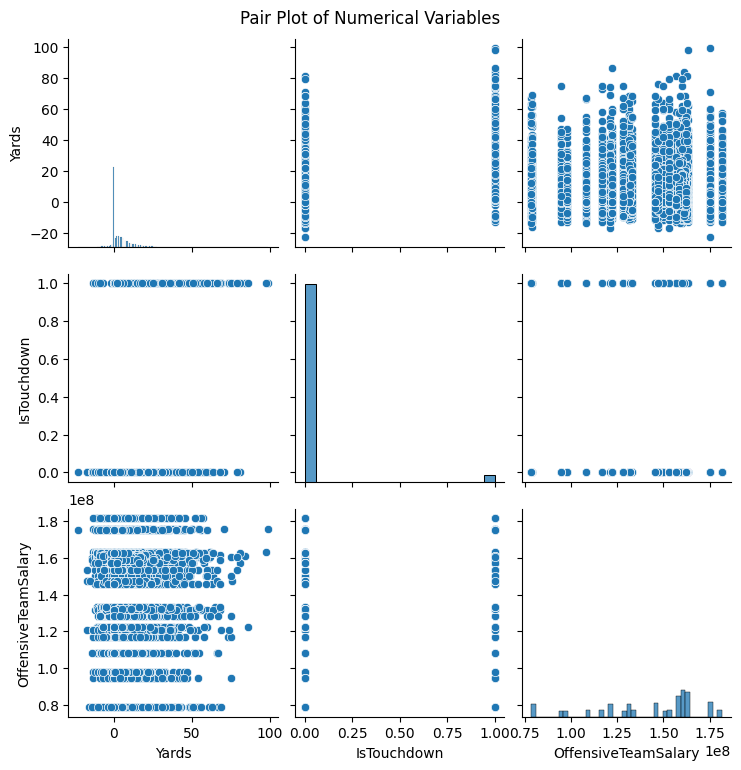 Pair Plot of Numerical Variables
100
80
60
40
20
0
−20
Yards
1.0
0.8
0.6
0.4
0.2
0.0
IsTouchdown
1e8
1.8
1.6
1.4
1.2
1.0
0.8
OffensiveTeamSalary
0 50 100
0.00 0.25 0.50 0.75 1.00
0.75 1.00 1.25 1.50 1.75
1e8
Yards
IsTouchdown
OffensiveTeamSalary